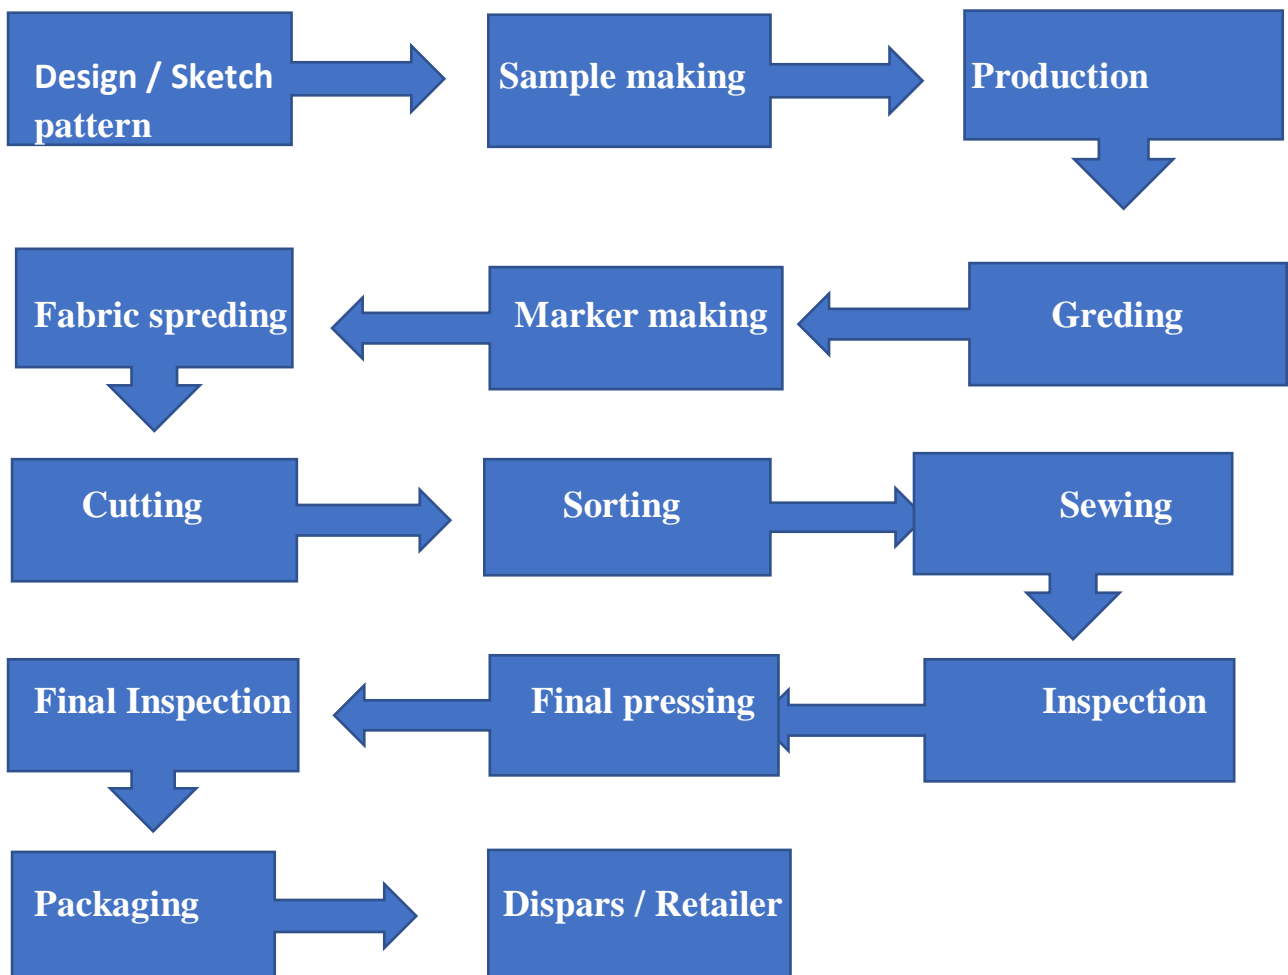 Design / Sketch
pattern
Sample making
Production
Greding
Marker making
Fabric spreding
Cutting
Sorting
Sewing
Inspection
Final pressing
Final Inspection
Packaging
Dispars / Retailer